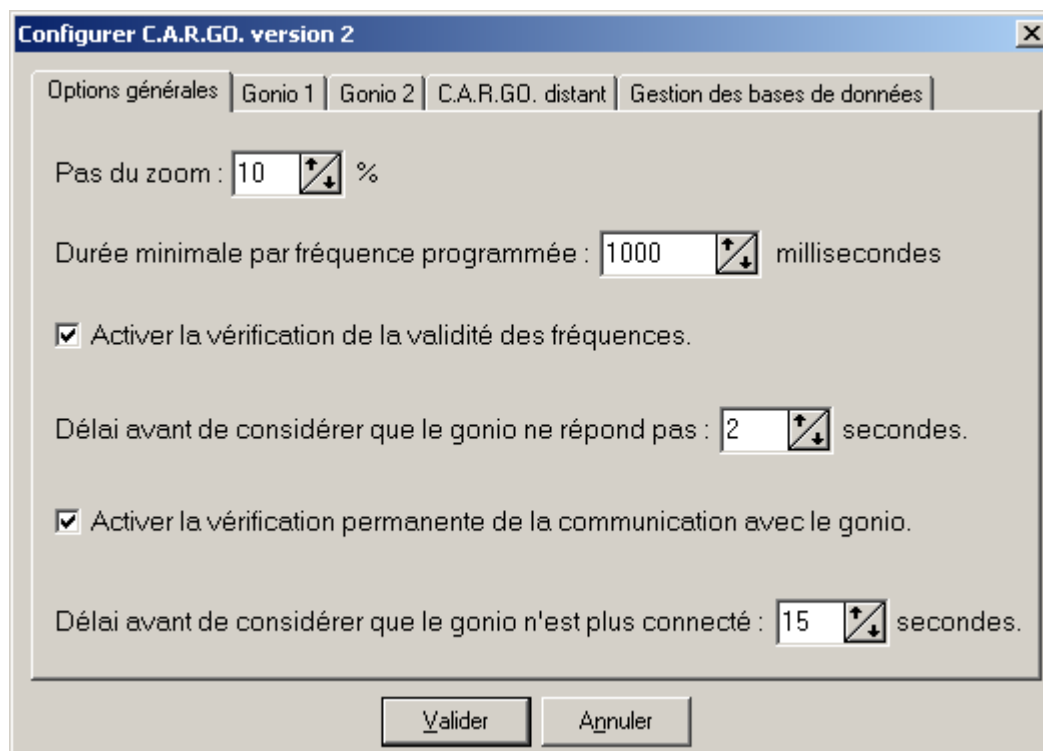 Configurer C.A.R.GO. version 2
Options générales Gonio 1 Gonio 2 C.A.R.GO. distant Gestion des bases de données
Pas du zoom : 10 %
Durée minimale par fréquence programmée : 1000 millisecondes
Activer la vérification de la validité des fréquences.
Délai avant de considérer que le gonio ne répond pas : 2 secondes.
Activer la vérification permanente de la communication avec le gonio.
Délai avant de considérer que le gonio n'est plus connecté : 15 secondes.
Valider Annuler